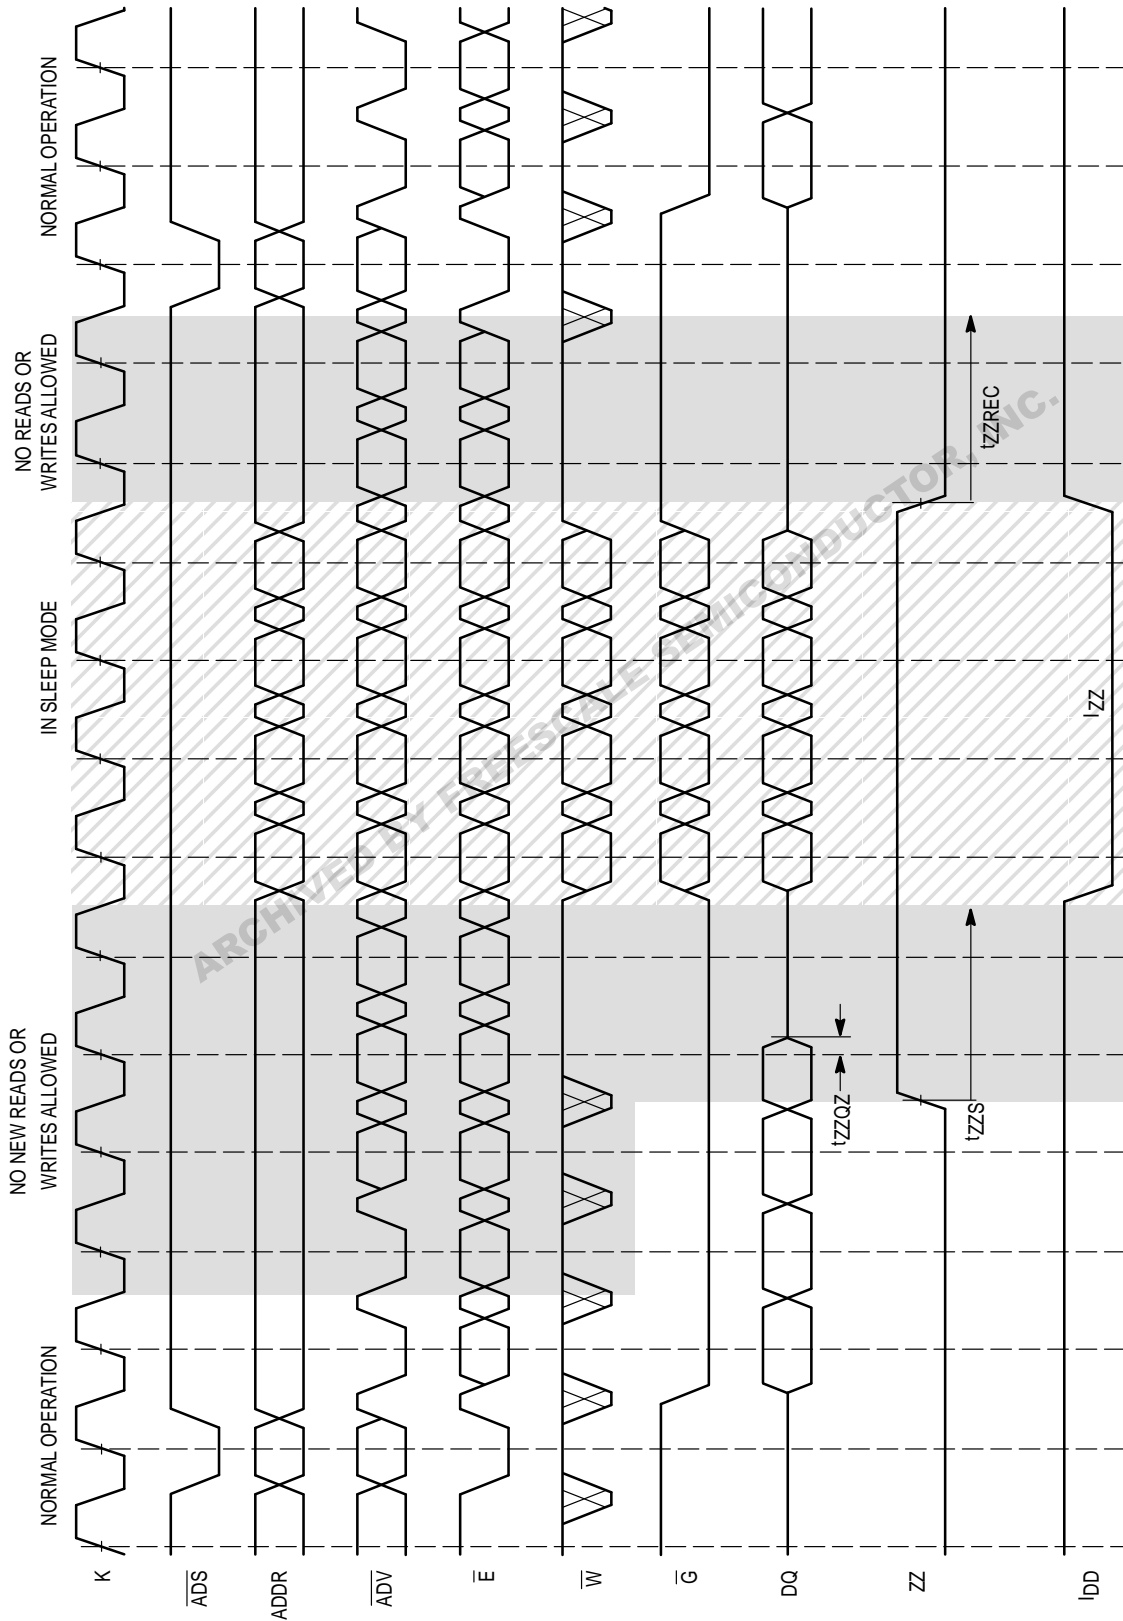 NORMAL OPERATION
NO NEW READS OR
WRITES ALLOWED
IN SLEEP MODE
NO READS OR
WRITES ALLOWED
NORMAL OPERATION
K
ADS
ADDR
ADV
E
W
G
DQ
tZZQZ
ZZ
tZZS
tZZREC
IDD
IZZ
ARCHIVED BY FREESCALE SEMICONDUCTOR, INC.